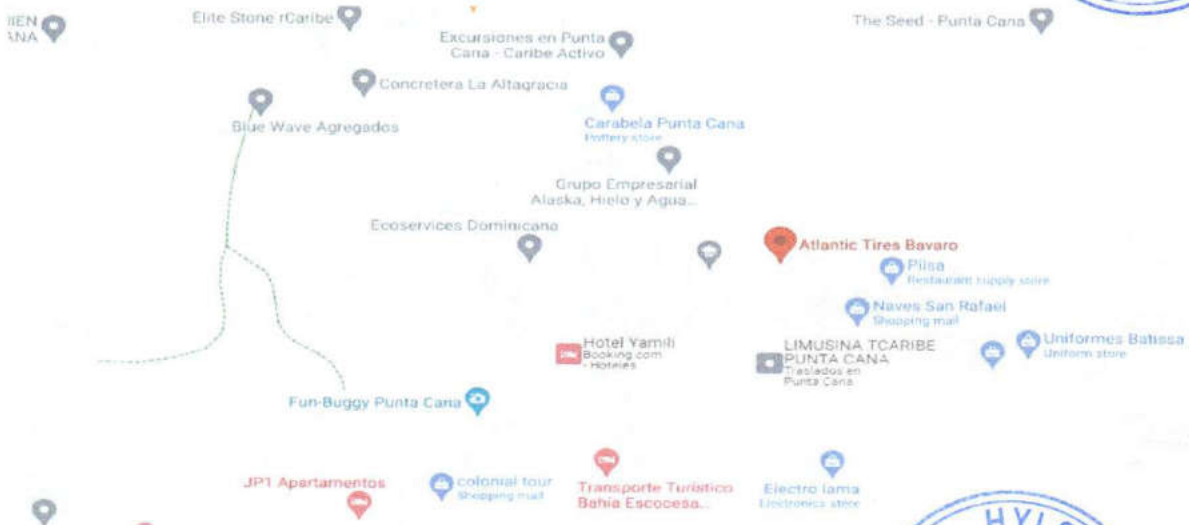 Elite Stone rCaribe
The Seed - Punta Cana
Excursiones en Punta
Cana - Caribe Activo
Concretera La Altagracia
Blue Wave Agregados
Carabela Punta Cana
Pottery store
Grupo Empresarial
Alaska, Hielo y Agua...
Ecoservices Dominicana
Atlantic Tires Bavaro
Pilsa
Restaurant supply store
Naves San Rafael
Shopping mall
Hotel Yamili
Booking.com
- Hoteles
LIMUSINA TCARIBE
PUNTA CANA
Traslados en
Punta Cana
Uniformes Batissa
Uniform store
Fun-Buggy Punta Cana
JP1 Apartamentos
colonial tour
Shopping mall
Transporte Turístico
Bahia Escocesa...
Electro lama
Electronics store